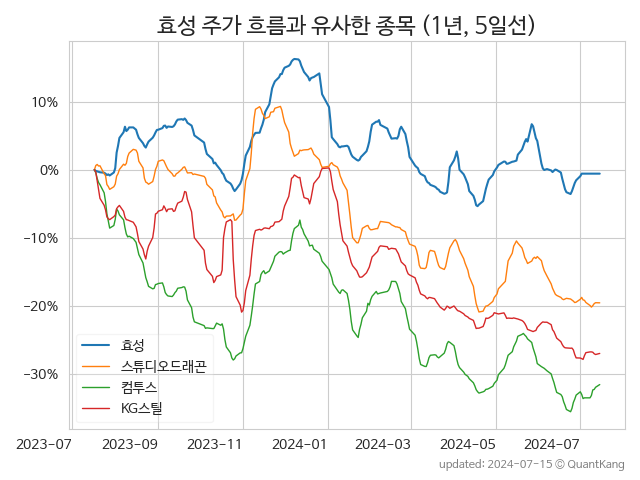 효성 주가 흐름과 유사한 종목 (1년, 5일선)
10%
0%
−10%
−20%
−30%
효성
스튜디오드래곤
컴투스
KG스틸
2023-07 2023-09 2023-11 2024-01 2024-03 2024-05 2024-07
updated: 2024-07-15 © QuantKang